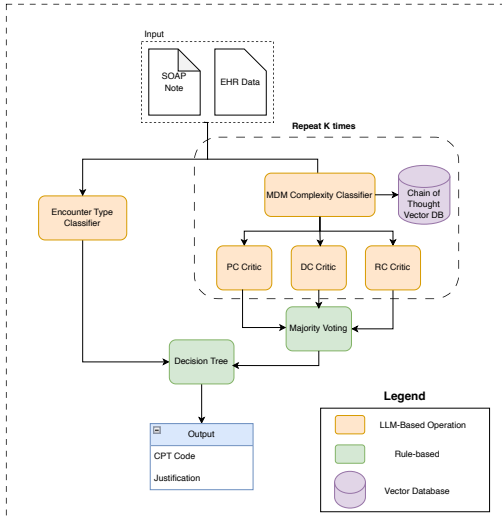 Input
SOAP
Note
EHR Data
Repeat K times
MDM Complexity Classifier
Chain of
Thought
Vector DB
Encounter Type
Classifier
PC Critic
DC Critic
RC Critic
Majority Voting
Decision Tree
Output
CPT Code
Justification
Legend
LLM-Based Operation
Rule-based
Vector Database